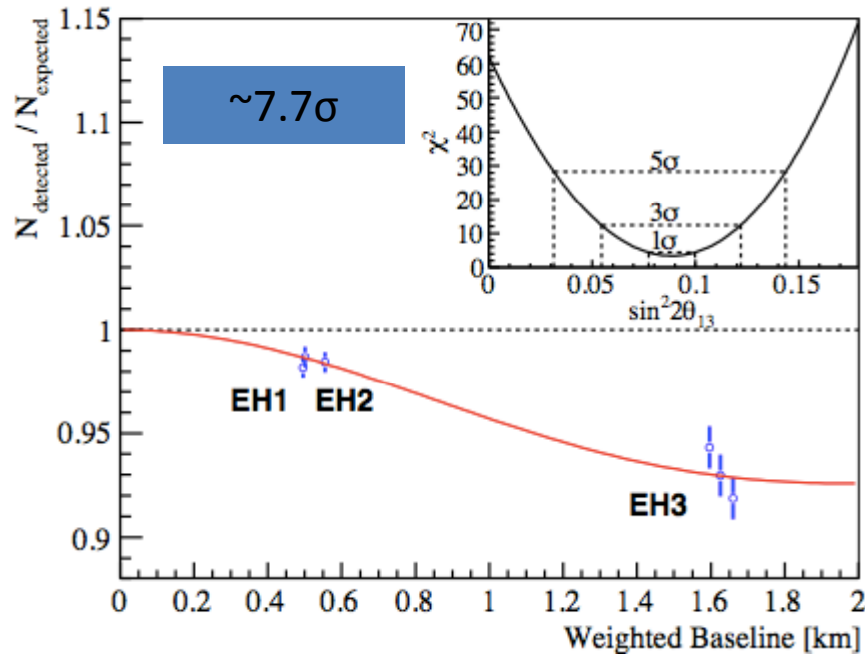 1.15
1.1
1.05
1
0.95
0.9
N detected / N expected
~7.7σ
70
60
50
40
30
20
10
0
χ²
5σ
3σ
1σ
0 0.05 0.1 0.15
sin²2θ₁₃
EH1 EH2
EH3
0 0.2 0.4 0.6 0.8 1 1.2 1.4 1.6 1.8 2
Weighted Baseline [km]